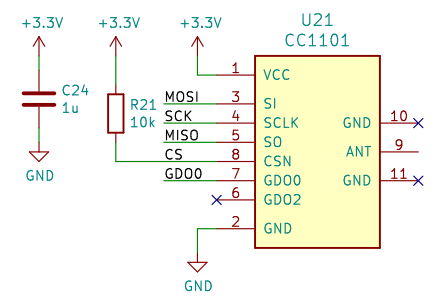 +3.3V
+3.3V
+3.3V
U21
CC1101
C24
1u
R21
10k
MOSI
SCK
MISO
CS
GDO0
1
3
4
5
8
7
6
2
VCC
SI
SCLK
SO
CSN
GDO0
GDO2
GND
GND
ANT
GND
10
9
11
GND
GND